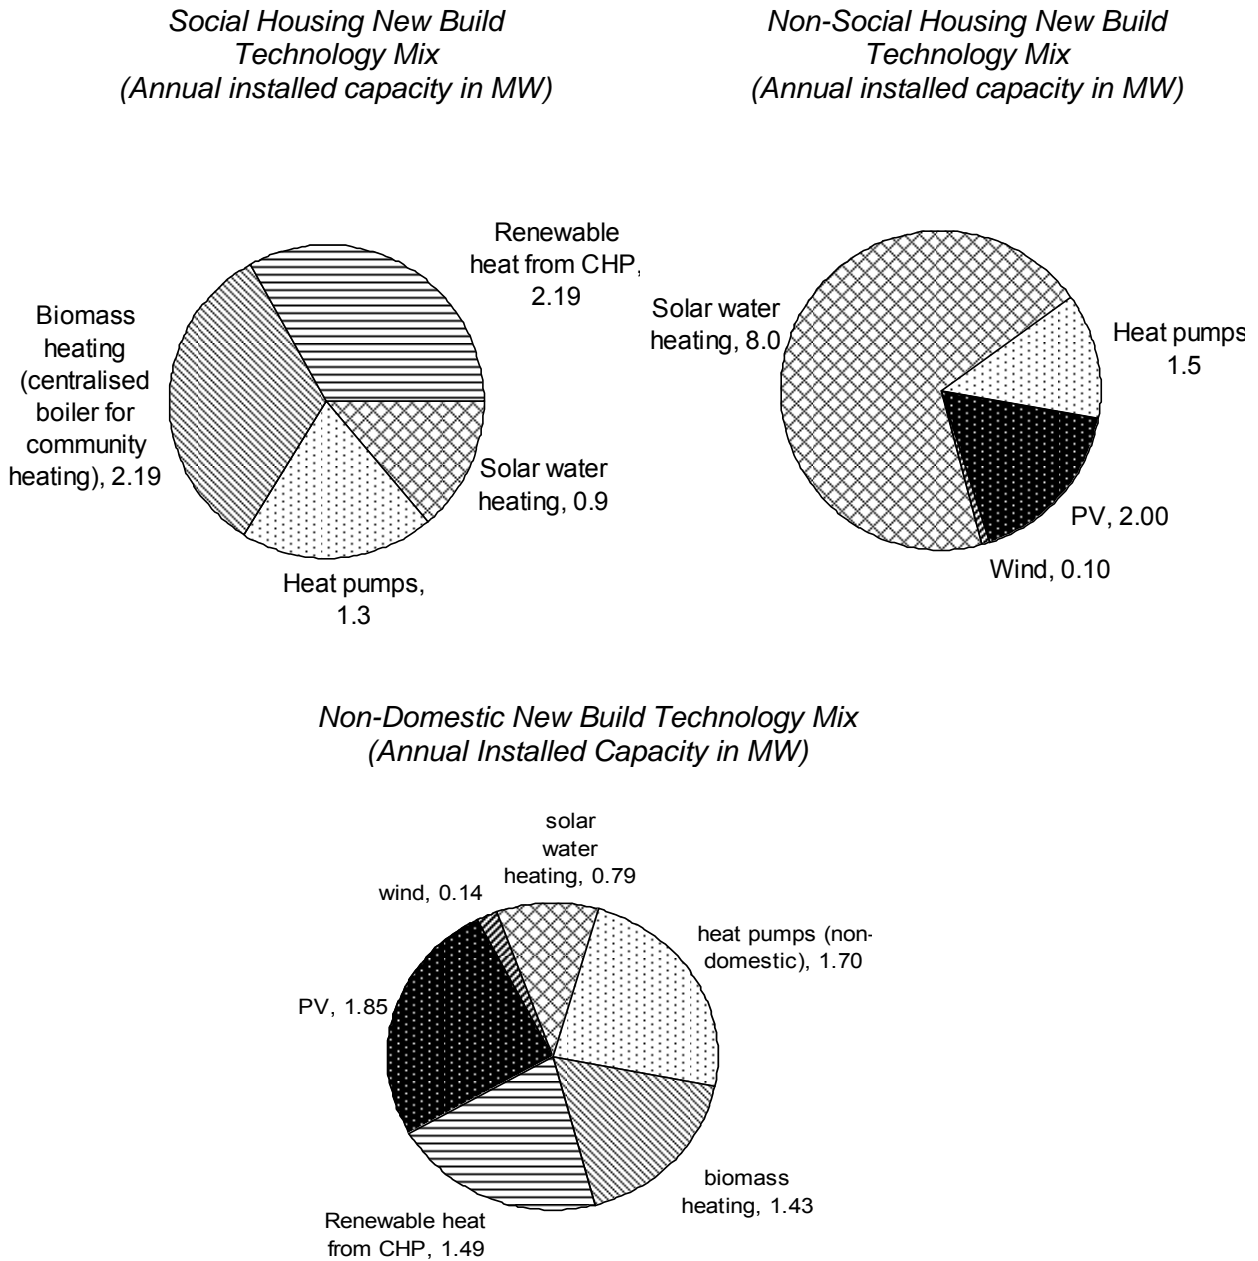 Social Housing New Build
Technology Mix
(Annual installed capacity in MW)
Non-Social Housing New Build
Technology Mix
(Annual installed capacity in MW)
Renewable
heat from CHP,
2.19
Biomass
heating
(centralised
boiler for
community
heating), 2.19
Solar water
heating, 0.9
Heat pumps,
1.3
Solar water
heating, 8.0
Heat pumps
1.5
PV, 2.00
Wind, 0.10
Non-Domestic New Build Technology Mix
(Annual Installed Capacity in MW)
solar
water
heating, 0.79
wind, 0.14
heat pumps (non-
domestic), 1.70
PV, 1.85
biomass
heating, 1.43
Renewable heat
from CHP, 1.49